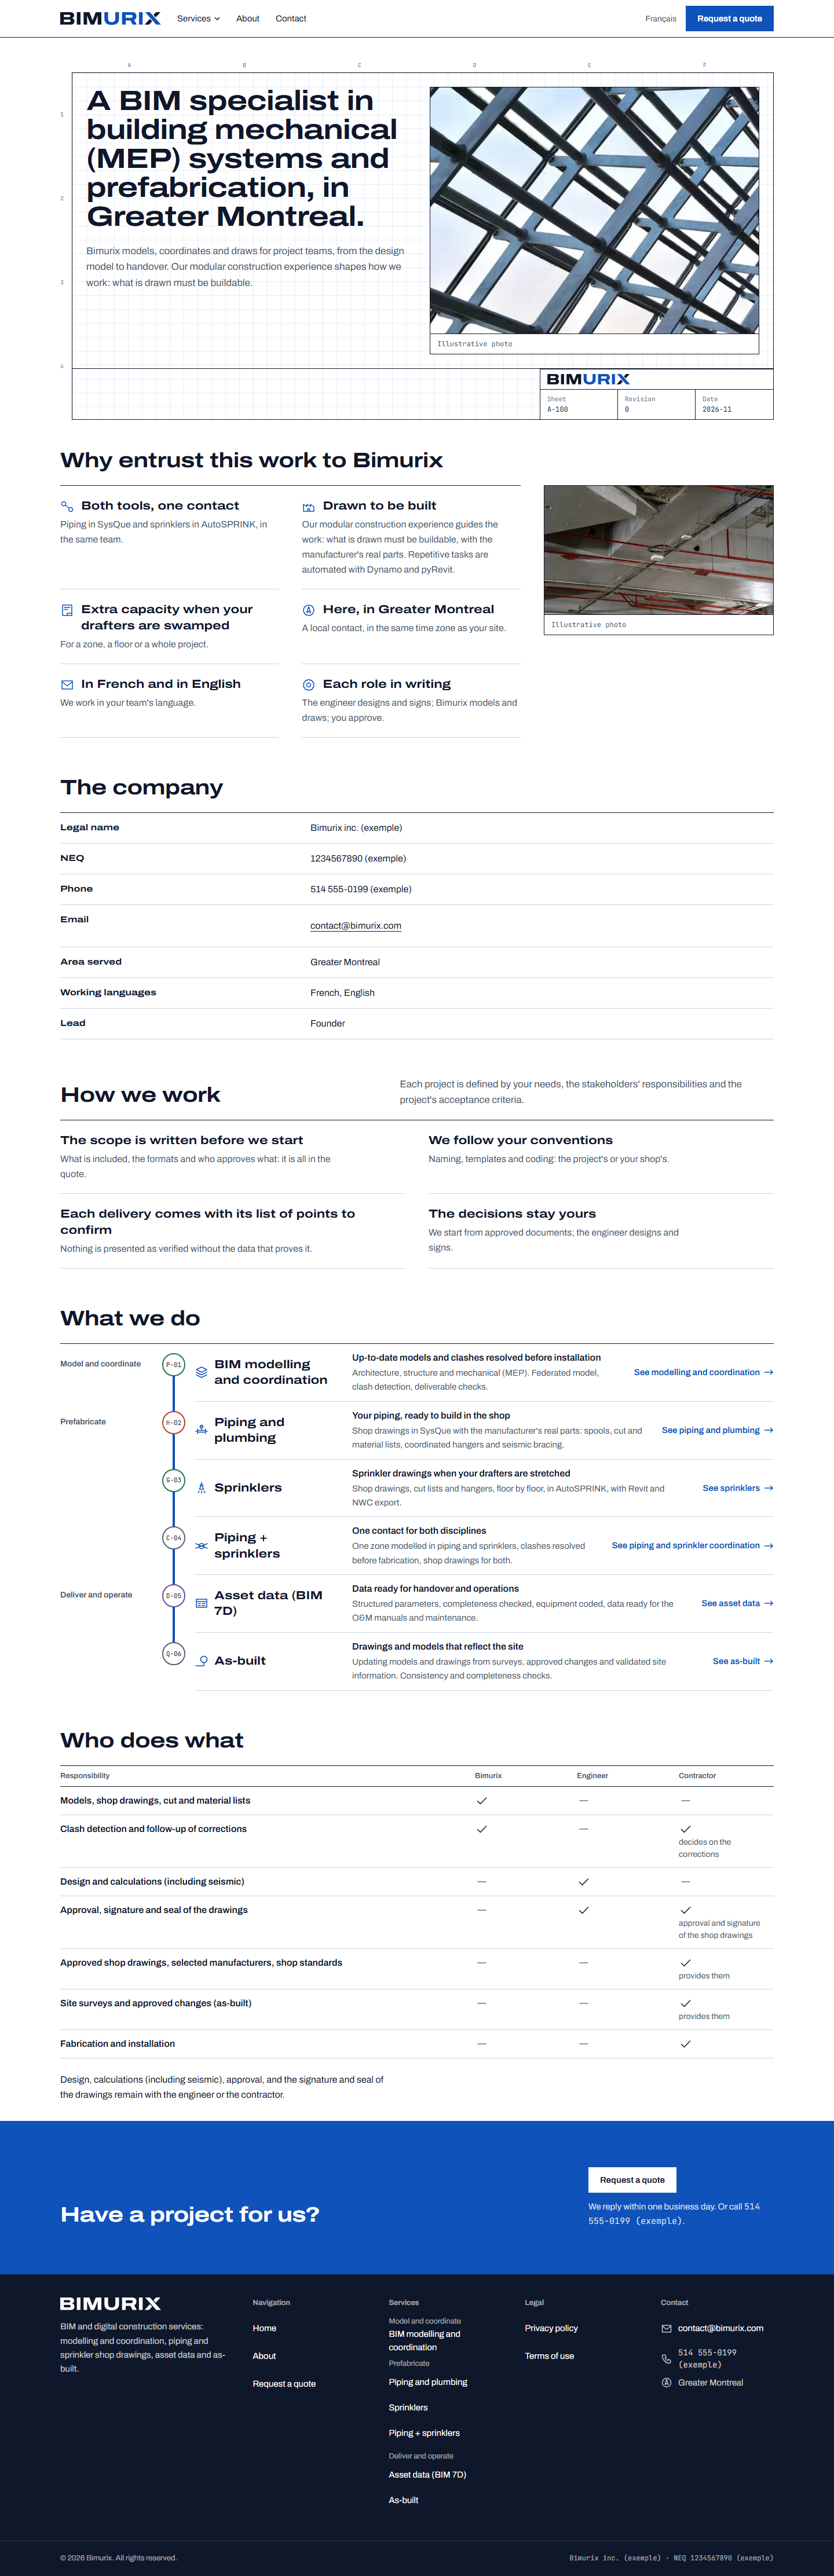 BIMURIX
Services
About
Contact
Français
Request a quote
A
B
C
D
E
F
1
2
3
4
A BIM specialist in
building mechanical
(MEP) systems and
prefabrication, in
Greater Montreal.
Bimurix models, coordinates and draws for project teams, from the design
model to handover. Our modular construction experience shapes how we
work: what is drawn must be buildable.
Illustrative photo
BIMURIX
Sheet
A-100
Revision
0
Date
2026-11
Why entrust this work to Bimurix
Both tools, one contact
Piping in SysQue and sprinklers in AutoSPRINK, in
the same team.
Drawn to be built
Our modular construction experience guides the
work: what is drawn must be buildable, with the
manufacturer's real parts. Repetitive tasks are
automated with Dynamo and pyRevit.
Illustrative photo
Extra capacity when your
drafters are swamped
For a zone, a floor or a whole project.
Here, in Greater Montreal
A local contact, in the same time zone as your site.
In French and in English
We work in your team's language.
Each role in writing
The engineer designs and signs; Bimurix models and
draws; you approve.
The company
Legal name
Bimurix inc. (exemple)
NEQ
1234567890 (exemple)
Phone
514 555-0199 (exemple)
Email
contact@bimurix.com
Area served
Greater Montreal
Working languages
French, English
Lead
Founder
How we work
Each project is defined by your needs, the stakeholders' responsibilities and the
project's acceptance criteria.
The scope is written before we start
What is included, the formats and who approves what: it is all in the
quote.
We follow your conventions
Naming, templates and coding: the project's or your shop's.
Each delivery comes with its list of points to
confirm
Nothing is presented as verified without the data that proves it.
The decisions stay yours
We start from approved documents; the engineer designs and
signs.
What we do
Model and coordinate
P-01
BIM modelling
and coordination
Up-to-date models and clashes resolved before installation
Architecture, structure and mechanical (MEP). Federated model,
clash detection, deliverable checks.
See modelling and coordination →
Prefabricate
H-02
Piping and
plumbing
Your piping, ready to build in the shop
Shop drawings in SysQue with the manufacturer's real parts: spools, cut and
material lists, coordinated hangers and seismic bracing.
See piping and plumbing →
G-03
Sprinklers
Sprinkler drawings when your drafters are stretched
Shop drawings, cut lists and hangers, floor by floor, in AutoSPRINK, with Revit and
NWC export.
See sprinklers →
C-04
Piping +
sprinklers
One contact for both disciplines
One zone modelled in piping and sprinklers, clashes resolved
before fabrication, shop drawings for both.
See piping and sprinkler coordination →
Deliver and operate
D-05
Asset data (BIM
7D)
Data ready for handover and operations
Structured parameters, completeness checked, equipment coded, data ready for the
O&M manuals and maintenance.
See asset data →
Q-06
As-built
Drawings and models that reflect the site
Updating models and drawings from surveys, approved changes and validated site
information. Consistency and completeness checks.
See as-built →
Who does what
Responsibility
Bimurix
Engineer
Contractor
Models, shop drawings, cut and material lists
✓ — —
Clash detection and follow-up of corrections
✓ — ✓
decides on the
corrections
Design and calculations (including seismic)
— ✓ —
Approval, signature and seal of the drawings
— ✓ ✓
approval and signature
of the shop drawings
Approved shop drawings, selected manufacturers, shop standards
— — ✓
provides them
Site surveys and approved changes (as-built)
— — ✓
provides them
Fabrication and installation
— — ✓
Design, calculations (including seismic), approval, and the signature and seal of
the drawings remain with the engineer or the contractor.
Have a project for us?
Request a quote
We reply within one business day. Or call 514
555-0199 (exemple).
BIMURIX
BIM and digital construction services:
modelling and coordination, piping and
sprinkler shop drawings, asset data and as-
built.
Navigation
Home
About
Request a quote
Services
Model and coordinate
BIM modelling and
coordination
Prefabricate
Piping and plumbing
Sprinklers
Piping + sprinklers
Deliver and operate
Asset data (BIM 7D)
As-built
Legal
Privacy policy
Terms of use
Contact
contact@bimurix.com
514 555-0199
(exemple)
Greater Montreal
© 2026 Bimurix. All rights reserved.
Bimurix inc. (exemple) · NEQ 1234567890 (exemple)